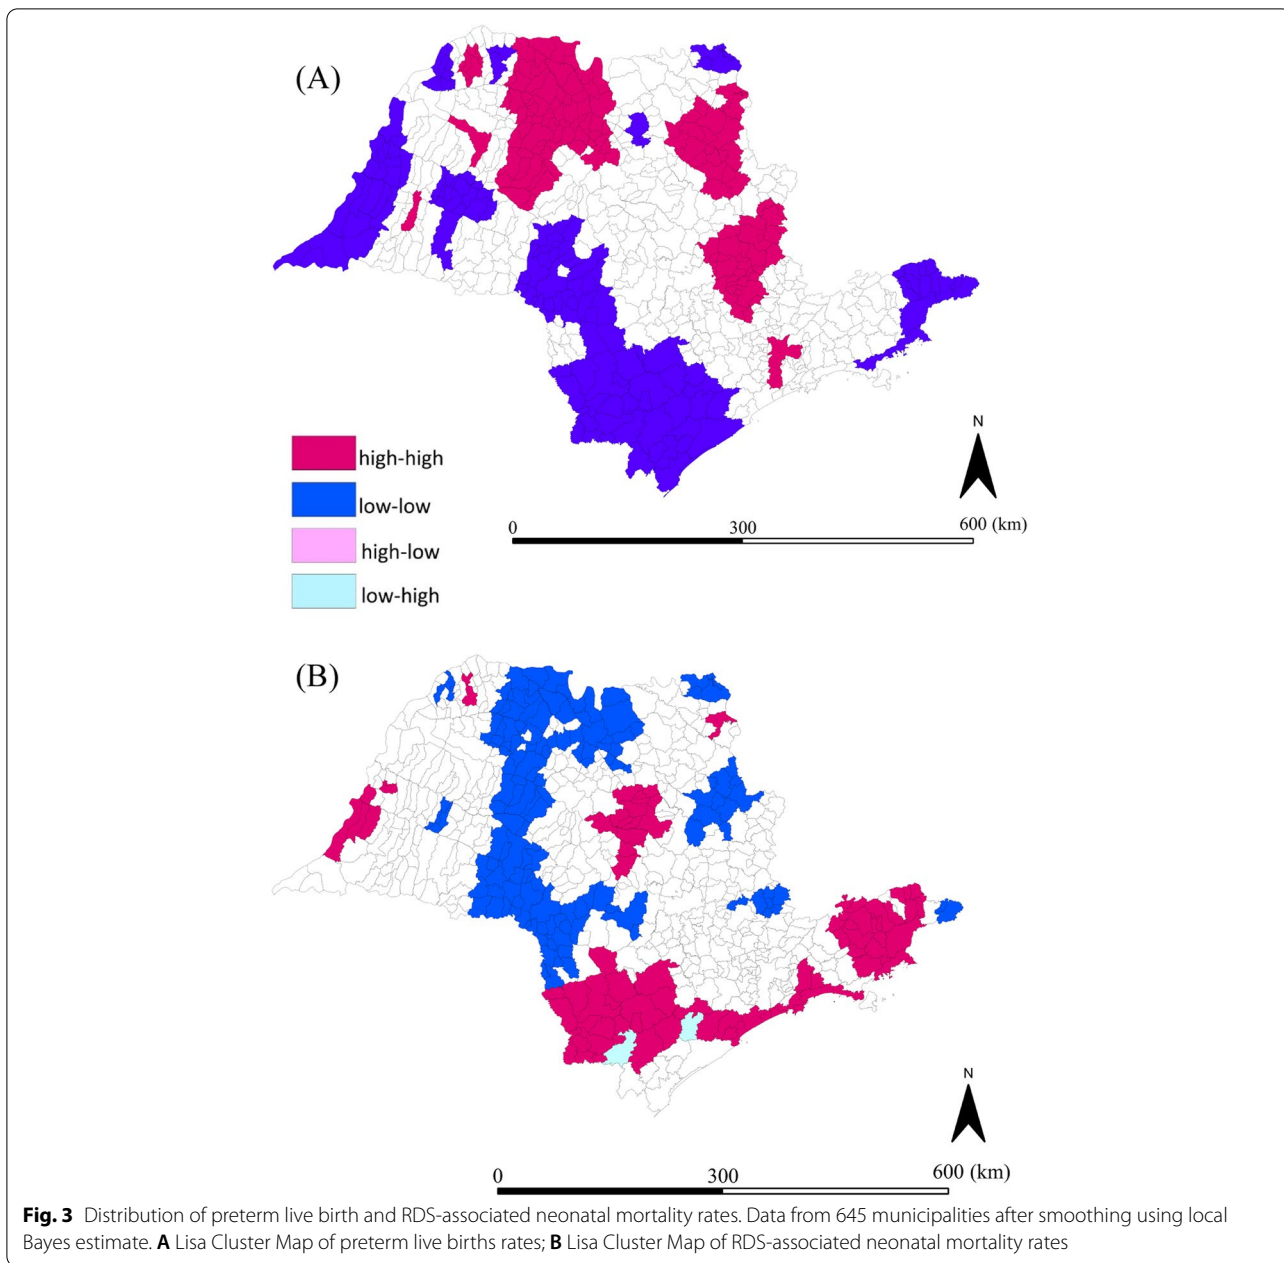 (A)
high-high
low-low
high-low
low-high
N
0 300 600 (km)
(B)
N
0 300 600 (km)
Fig. 3 Distribution of preterm live birth and RDS-associated neonatal mortality rates. Data from 645 municipalities after smoothing using local
Bayes estimate. A Lisa Cluster Map of preterm live births rates; B Lisa Cluster Map of RDS-associated neonatal mortality rates